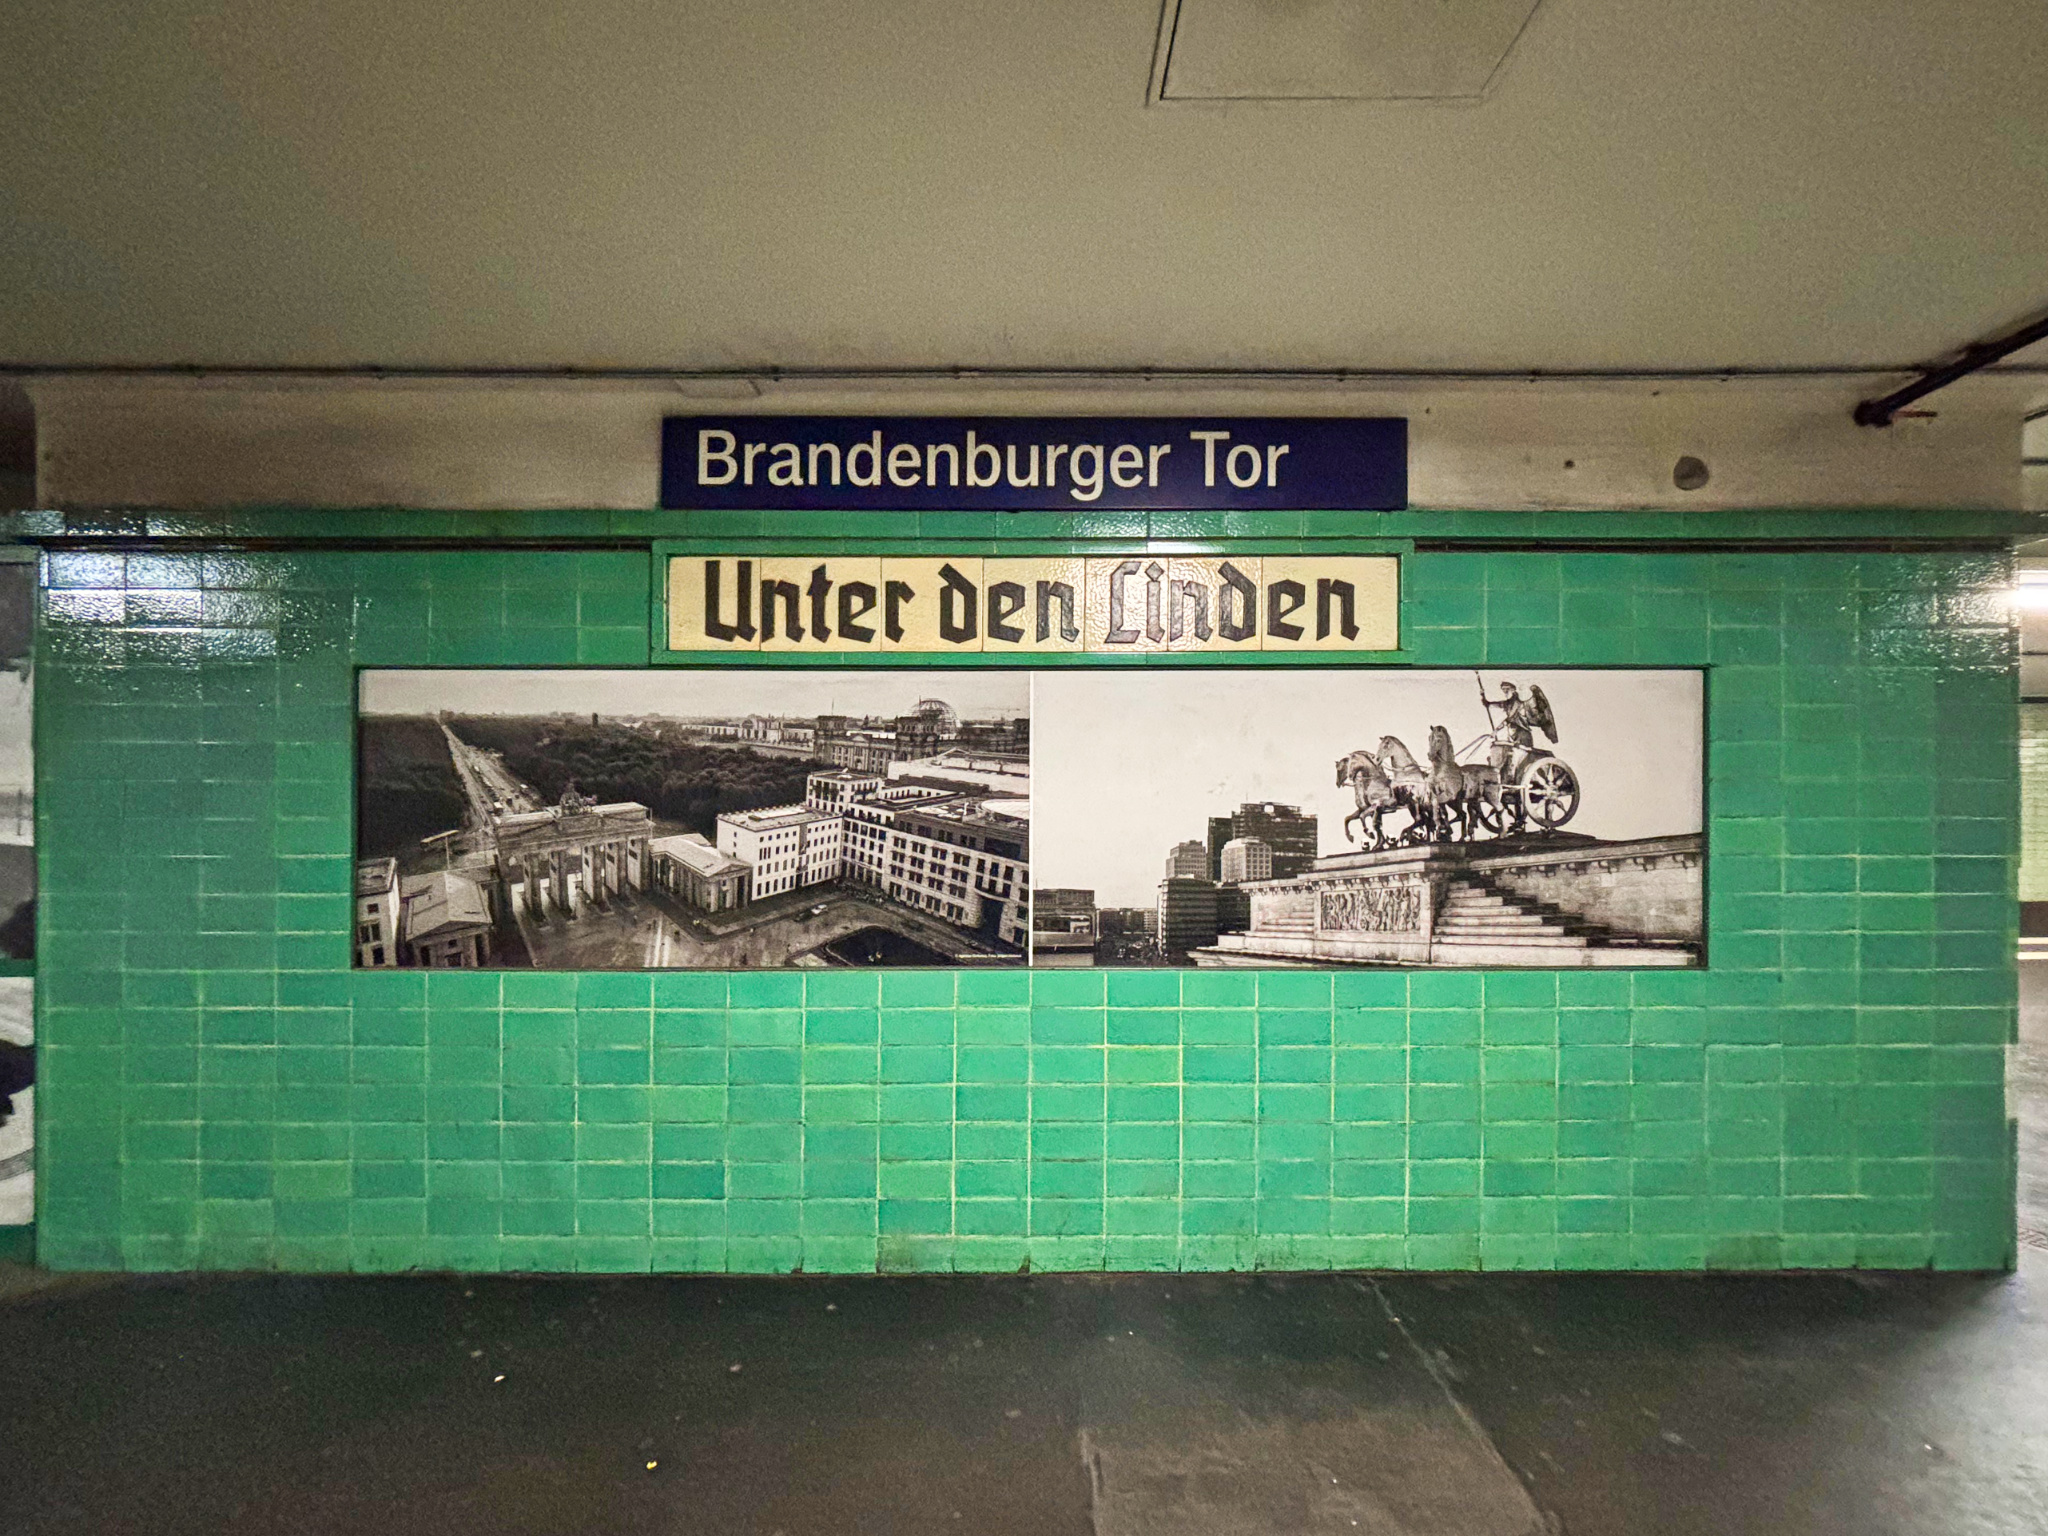 Brandenburger Tor
Unter den Linden